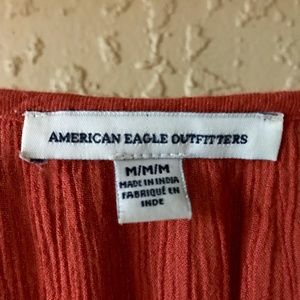 AMERICAN EAGLE OUTFITTERS
M/M/M
MADE IN INDIA
FABRIQUÉ EN
INDE